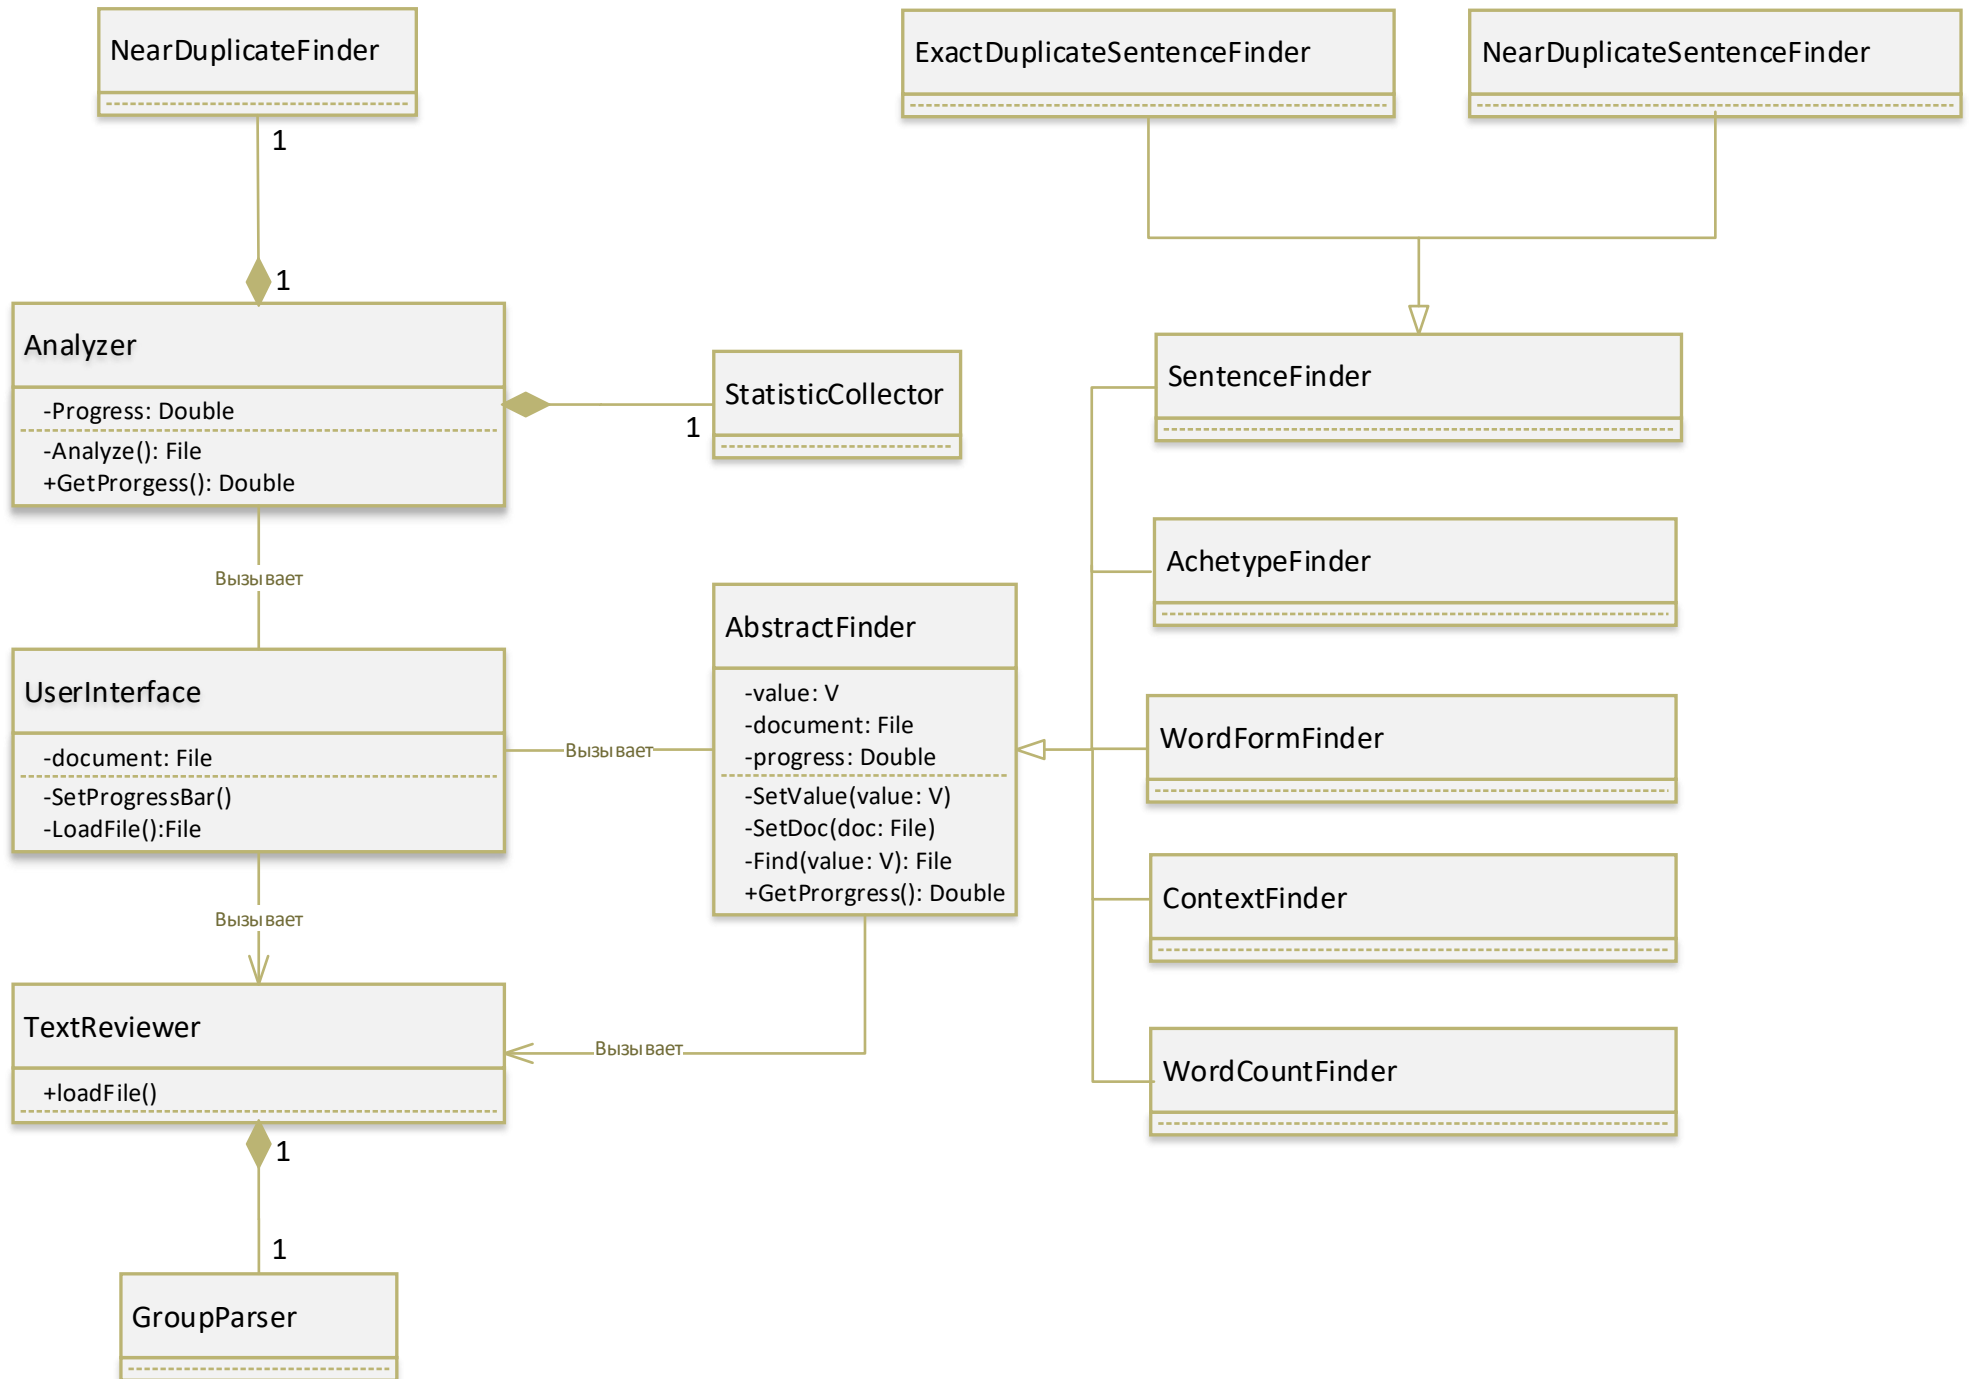 NearDuplicateFinder
1
1
ExactDuplicateSentenceFinder
NearDuplicateSentenceFinder
Analyzer
-Progress: Double
-Analyze(): File
+GetProrgess(): Double
StatisticCollector
1
SentenceFinder
AchetypeFinder
Вызывает
UserInterface
-document: File
-SetProgressBar()
-LoadFile():File
Вызывает
AbstractFinder
-value: V
-document: File
-progress: Double
-SetValue(value: V)
-SetDoc(doc: File)
-Find(value: V): File
+GetProrgress(): Double
WordFormFinder
ContextFinder
WordCountFinder
Вызывает
Вызывает
TextReviewer
+loadFile()
1
1
GroupParser